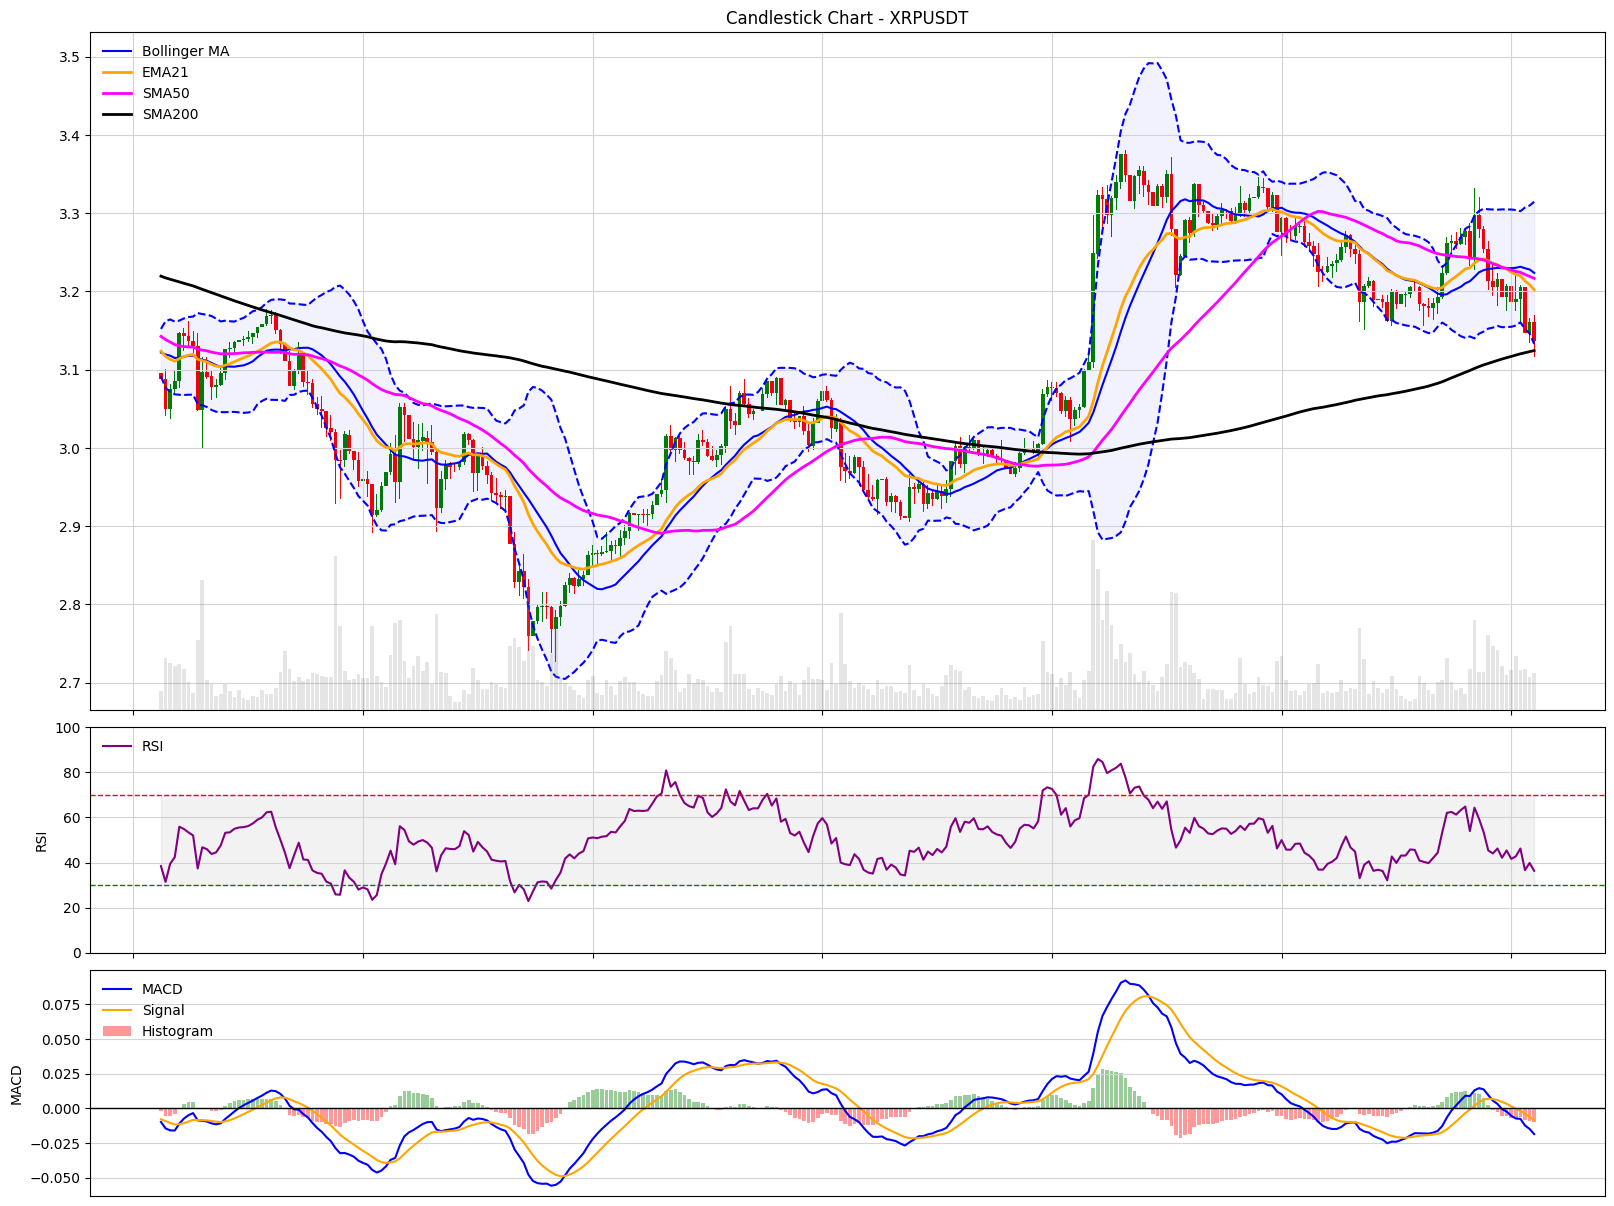 Candlestick Chart - XRPUSDT
Bollinger MA
EMA21
SMA50
SMA200
3.5
3.4
3.3
3.2
3.1
3.0
2.9
2.8
2.7
RSI
RSI
100
80
60
40
20
0
MACD
Signal
Histogram
MACD
0.075
0.050
0.025
0.000
−0.025
−0.050